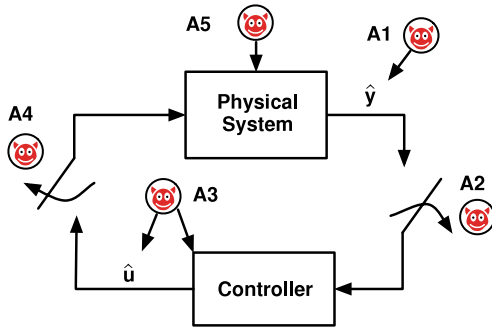 A5
A1
Physical
System
ŷ
A4
A2
A3
û
Controller